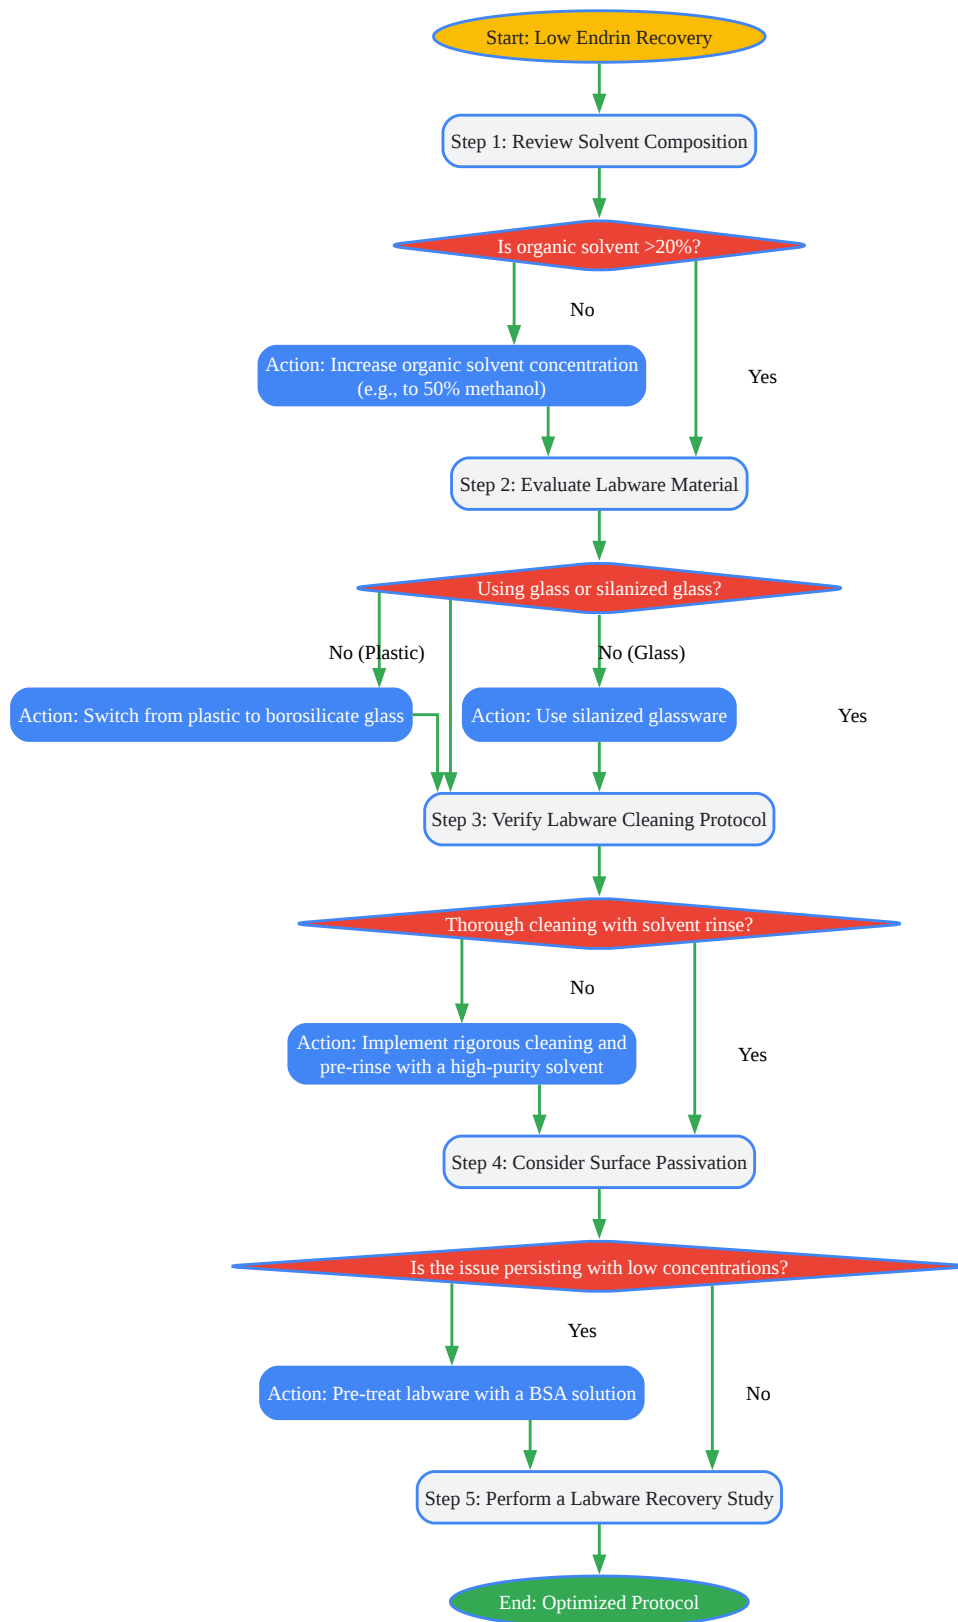 Start: Low Endrin Recovery
Step 1: Review Solvent Composition
Is organic solvent >20%?
No
Action: Increase organic solvent concentration
(e.g., to 50% methanol)
Yes
Step 2: Evaluate Labware Material
Using glass or silanized glass?
No (Plastic)
No (Glass)
Action: Switch from plastic to borosilicate glass
Action: Use silanized glassware
Yes
Step 3: Verify Labware Cleaning Protocol
Thorough cleaning with solvent rinse?
No
Action: Implement rigorous cleaning and
pre-rinse with a high-purity solvent
Yes
Step 4: Consider Surface Passivation
Is the issue persisting with low concentrations?
Yes
Action: Pre-treat labware with a BSA solution
No
Step 5: Perform a Labware Recovery Study
End: Optimized Protocol